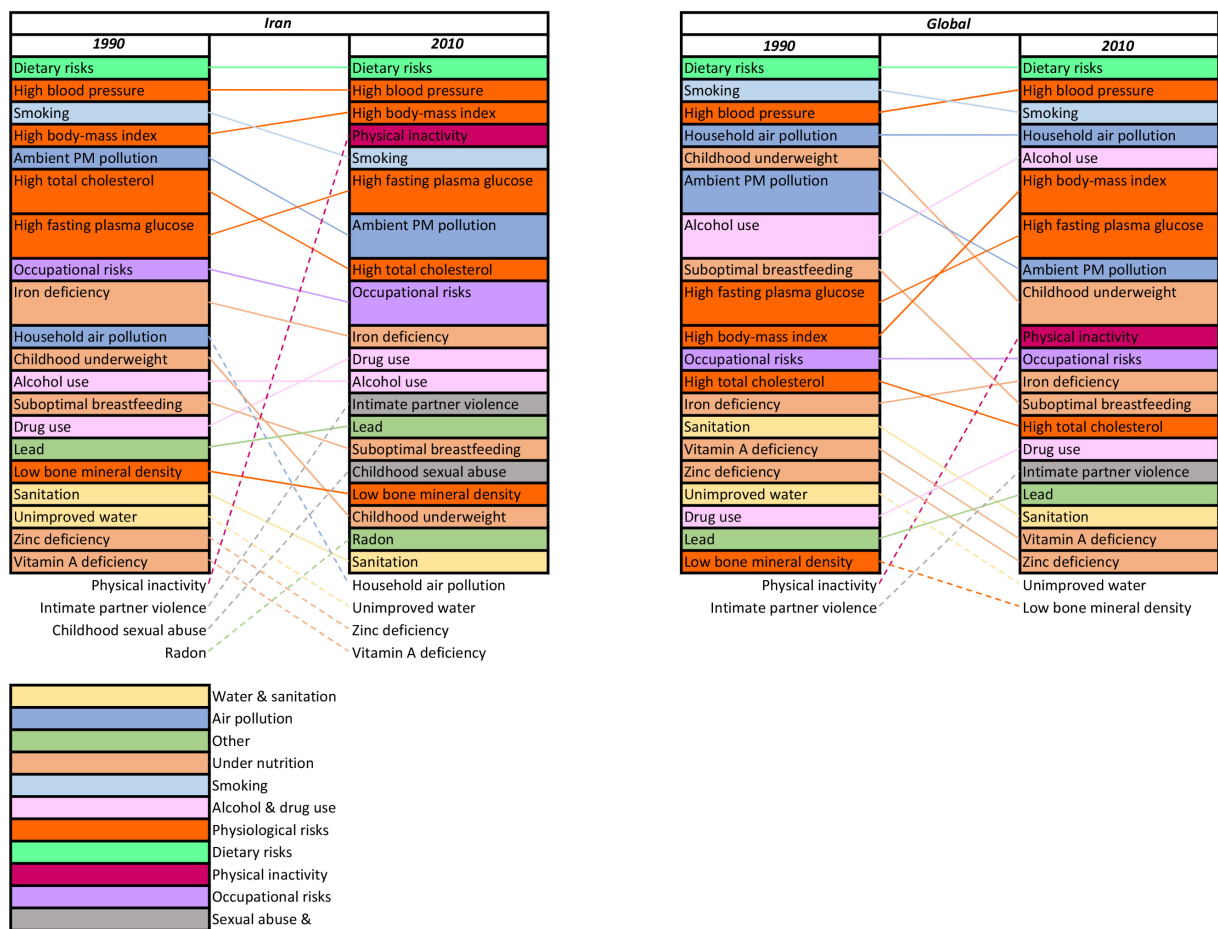 Iran
1990
2010
Dietary risks
High blood pressure
Smoking
High body-mass index
Ambient PM pollution
High total cholesterol
High fasting plasma glucose
Occupational risks
Iron deficiency
Household air pollution
Childhood underweight
Alcohol use
Suboptimal breastfeeding
Drug use
Lead
Low bone mineral density
Sanitation
Unimproved water
Zinc deficiency
Vitamin A deficiency
Physical inactivity
Intimate partner violence
Childhood sexual abuse
Radon
Dietary risks
High blood pressure
High body-mass index
Physical inactivity
Smoking
High fasting plasma glucose
Ambient PM pollution
High total cholesterol
Occupational risks
Iron deficiency
Drug use
Alcohol use
Intimate partner violence
Lead
Suboptimal breastfeeding
Childhood sexual abuse
Low bone mineral density
Childhood underweight
Radon
Sanitation
Household air pollution
Unimproved water
Zinc deficiency
Vitamin A deficiency
Global
1990
2010
Dietary risks
Smoking
High blood pressure
Household air pollution
Childhood underweight
Ambient PM pollution
Alcohol use
Suboptimal breastfeeding
High fasting plasma glucose
High body-mass index
Occupational risks
High total cholesterol
Iron deficiency
Sanitation
Vitamin A deficiency
Zinc deficiency
Unimproved water
Drug use
Lead
Low bone mineral density
Physical inactivity
Intimate partner violence
Dietary risks
High blood pressure
Smoking
Household air pollution
Alcohol use
High body-mass index
High fasting plasma glucose
Ambient PM pollution
Childhood underweight
Physical inactivity
Occupational risks
Iron deficiency
Suboptimal breastfeeding
High total cholesterol
Drug use
Intimate partner violence
Lead
Sanitation
Vitamin A deficiency
Zinc deficiency
Unimproved water
Low bone mineral density
Water & sanitation
Air pollution
Other
Under nutrition
Smoking
Alcohol & drug use
Physiological risks
Dietary risks
Physical inactivity
Occupational risks
Sexual abuse &